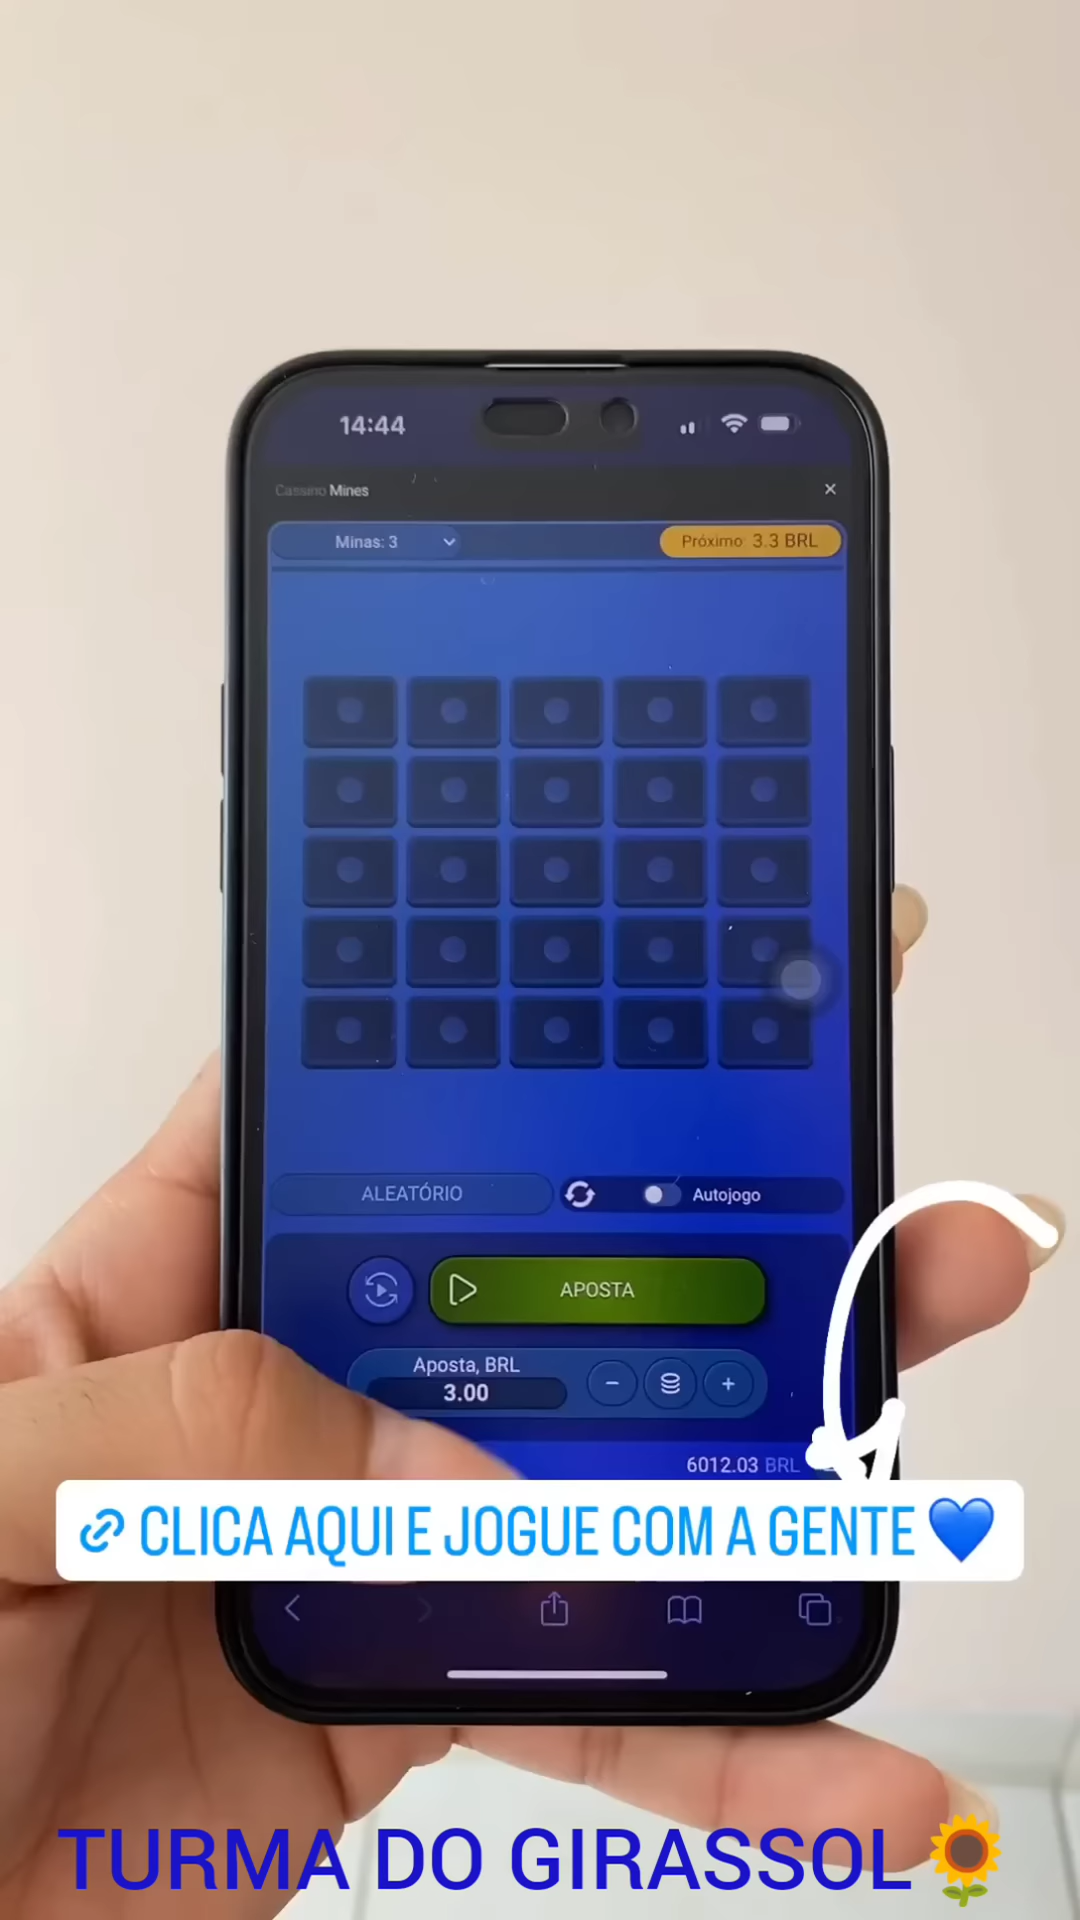 14:44
Cassino Mines
Minas: 3
Próximo: 3.3 BRL
ALEATÓRIO
Autojogo
APOSTA
Aposta, BRL
3.00
6012.03 BRL
CLICA AQUI E JOGUE COM A GENTE 💙
TURMA DO GIRASSOL🌻